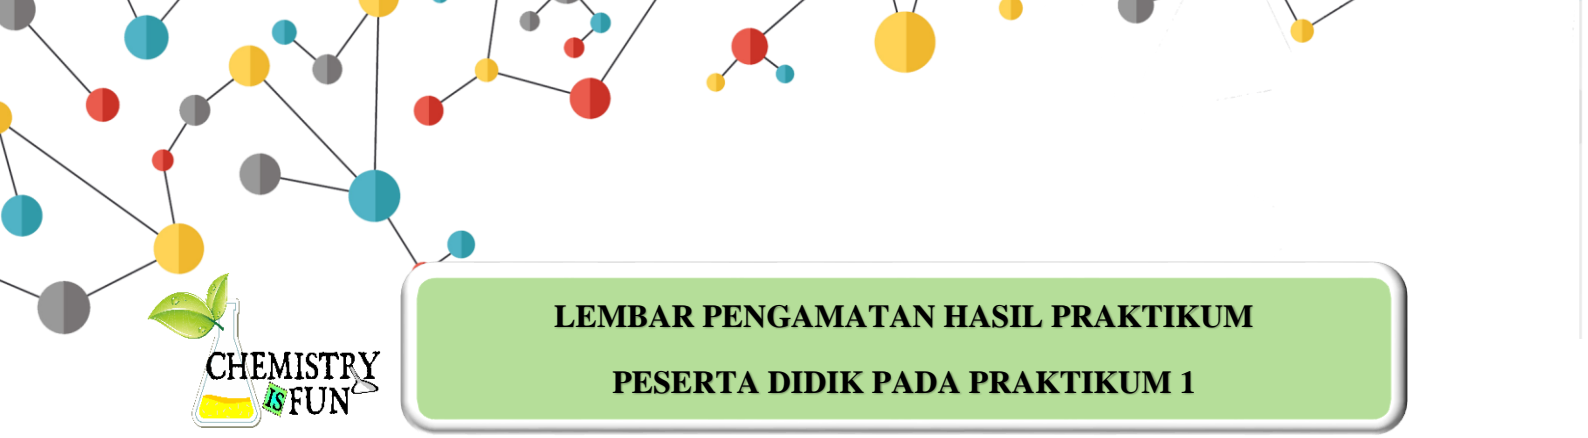 LEMBAR PENGAMATAN HASIL PRAKTIKUM
PESERTA DIDIK PADA PRAKTIKUM 1
CHEMISTRY
IS FUN